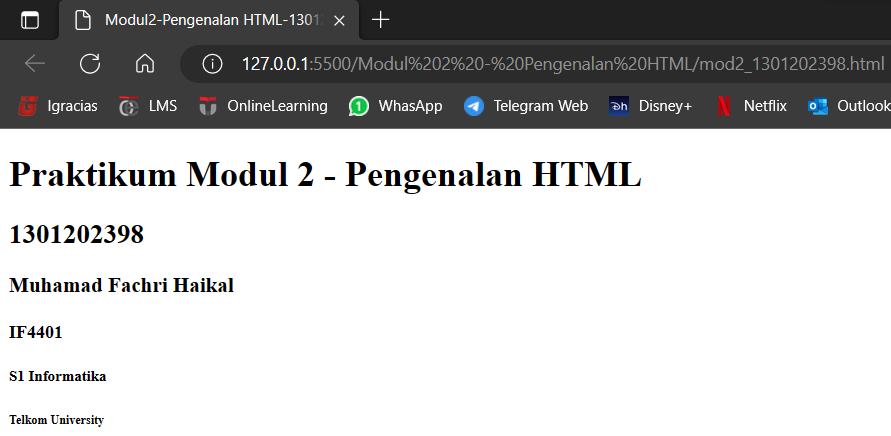 Modul2-Pengenalan HTML-1301
127.0.0.1:5500/Modul%202%20-%20Pengenalan%20HTML/mod2_1301202398.html
Igracias LMS OnlineLearning WhasApp Telegram Web Disney+ Netflix Outlook
Praktikum Modul 2 - Pengenalan HTML
1301202398
Muhamad Fachri Haikal
IF4401
S1 Informatika
Telkom University